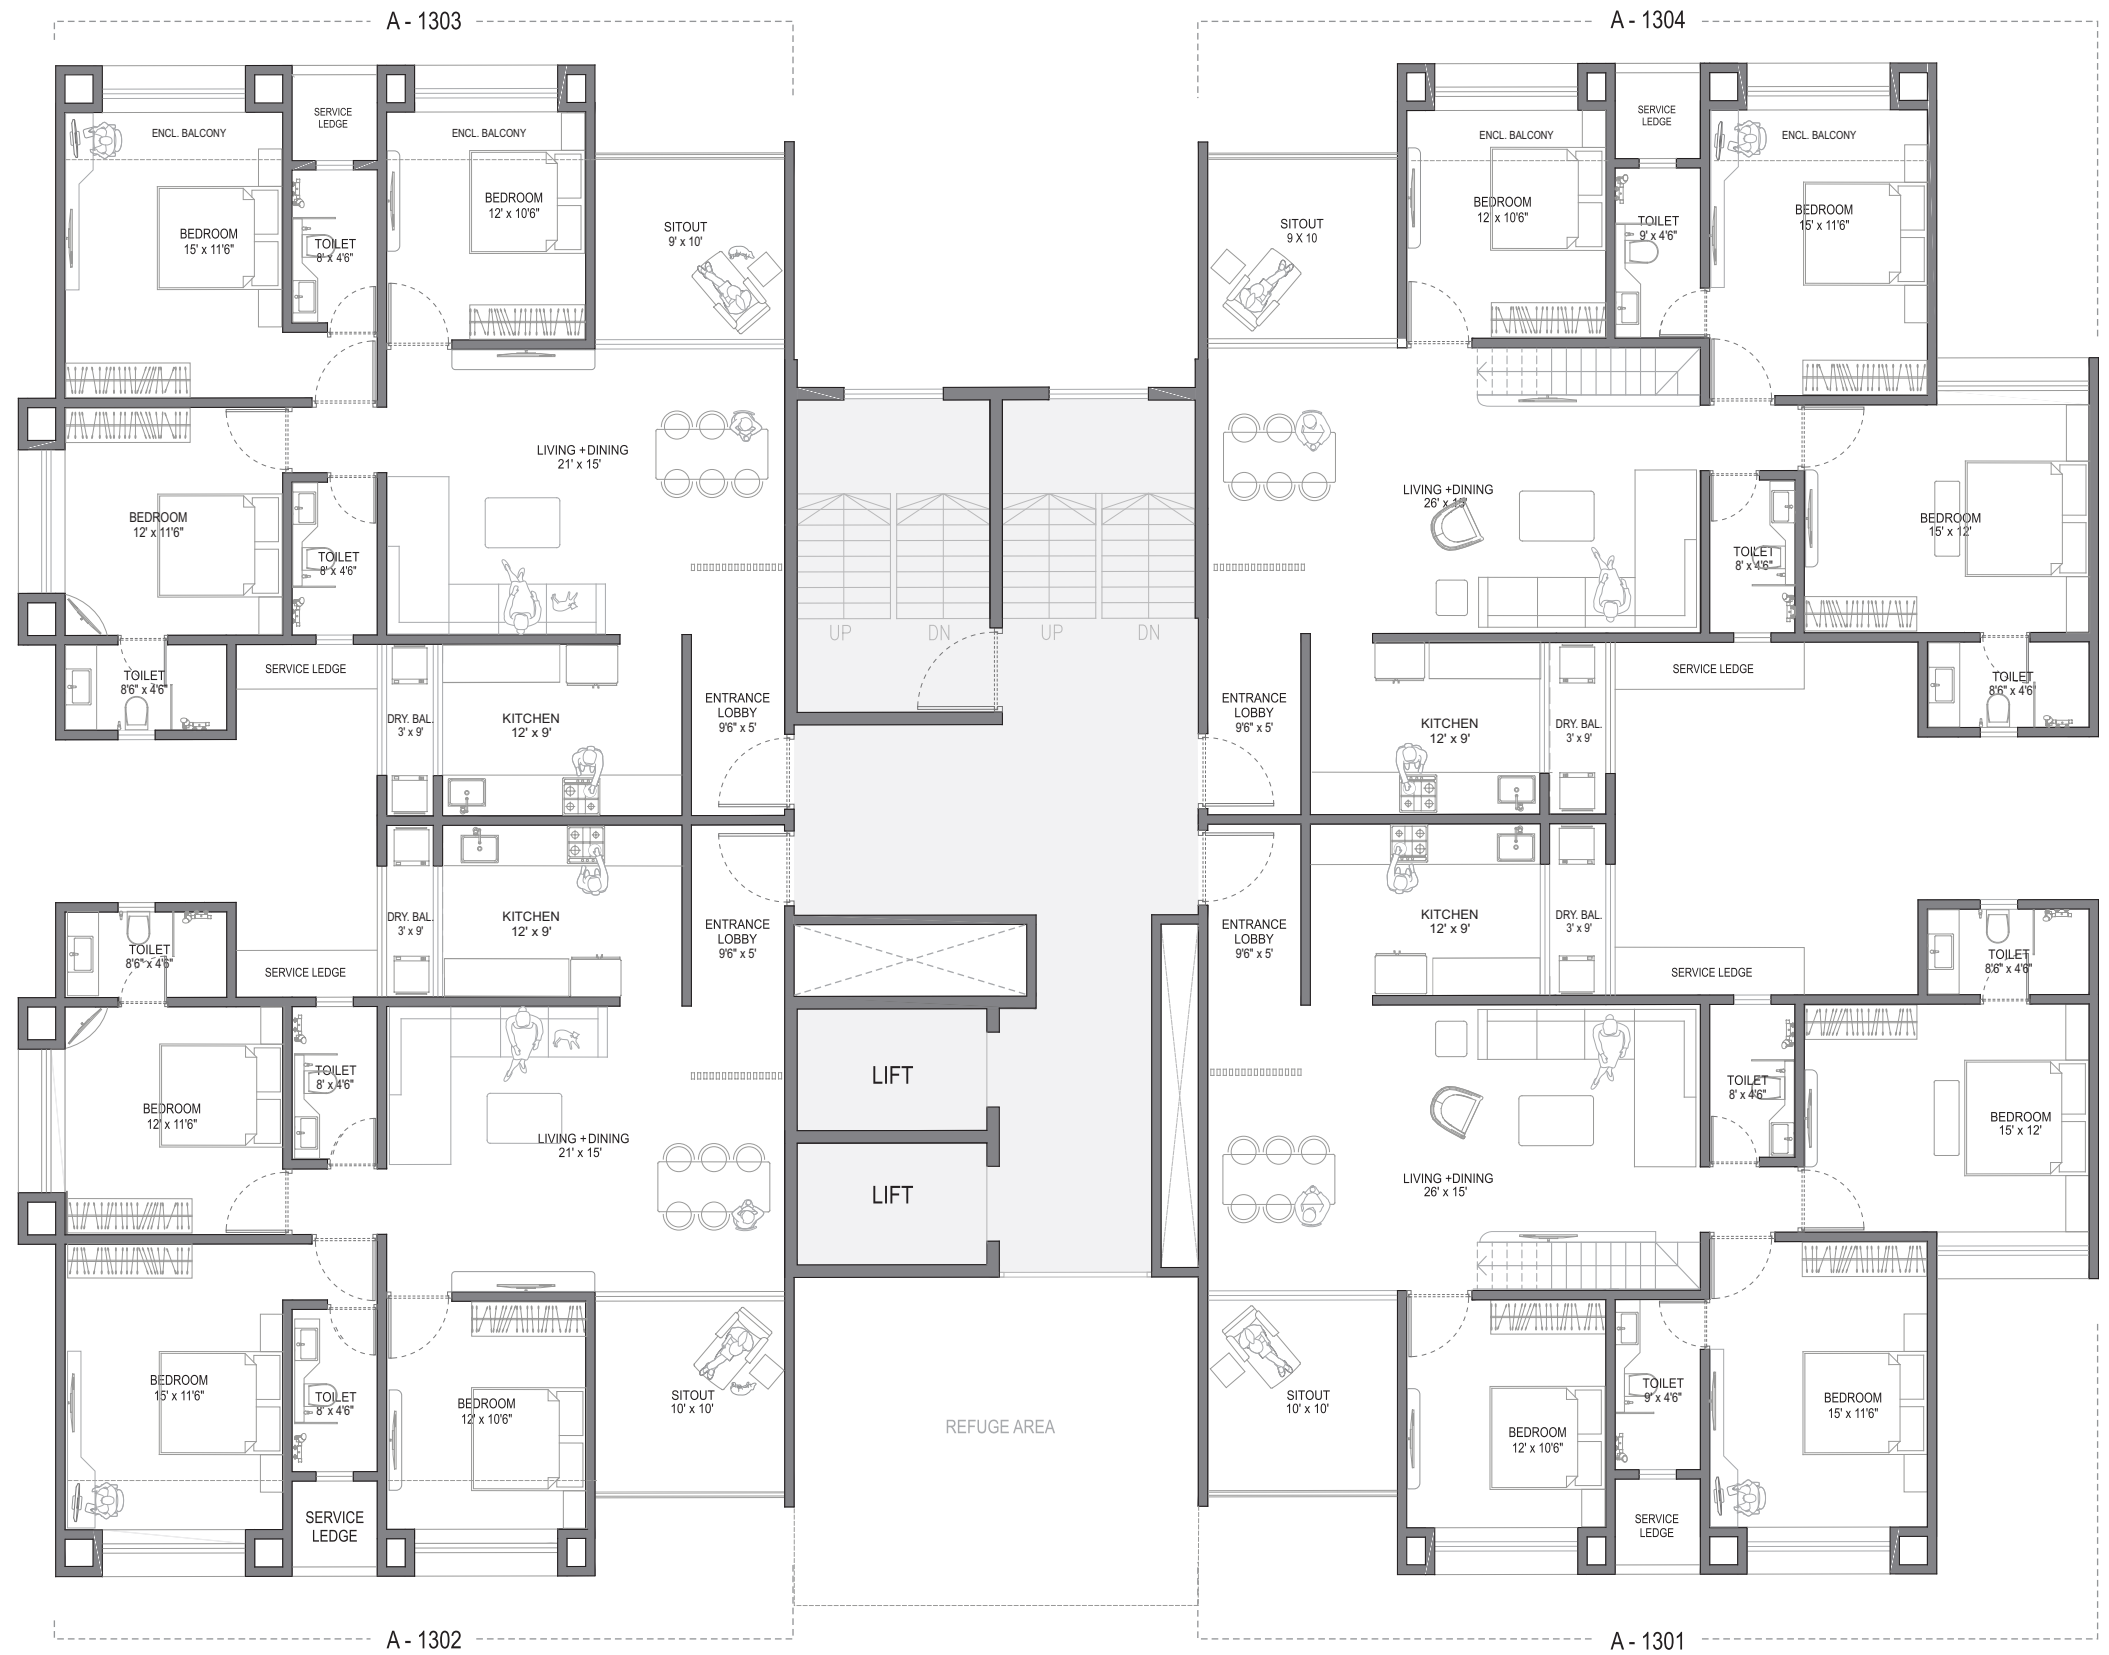 A - 1303
A - 1304
SERVICE
LEDGE
ENCL. BALCONY
ENCL. BALCONY
BEDROOM
15' x 11'6"
TOILET
8' x 4'6"
BEDROOM
12' x 10'6"
SITOUT
9' x 10'
SITOUT
9 X 10
BEDROOM
12' x 10'6"
ENCL. BALCONY
SERVICE
LEDGE
ENCL. BALCONY
TOILET
9' x 4'6"
BEDROOM
15' x 11'6"
BEDROOM
12' x 11'6"
TOILET
8' x 4'6"
LIVING +DINING
21' x 15'
LIVING +DINING
26' x 15'
TOILET
8' x 4'6"
BEDROOM
15' x 12'
UP
DN
UP
DN
TOILET
8'6" x 4'6"
SERVICE LEDGE
DRY. BAL.
3' x 9'
KITCHEN
12' x 9'
ENTRANCE
LOBBY
9'6" x 5'
ENTRANCE
LOBBY
9'6" x 5'
KITCHEN
12' x 9'
DRY. BAL.
3' x 9'
SERVICE LEDGE
TOILET
8'6" x 4'6"
TOILET
8'6" x 4'6"
SERVICE LEDGE
DRY. BAL.
3' x 9'
KITCHEN
12' x 9'
ENTRANCE
LOBBY
9'6" x 5'
ENTRANCE
LOBBY
9'6" x 5'
KITCHEN
12' x 9'
DRY. BAL.
3' x 9'
SERVICE LEDGE
TOILET
8'6" x 4'6"
BEDROOM
12' x 11'6"
TOILET
8' x 4'6"
LIVING +DINING
21' x 15'
LIFT
LIFT
LIVING +DINING
26' x 15'
TOILET
8' x 4'6"
BEDROOM
15' x 12'
BEDROOM
15' x 11'6"
TOILET
8' x 4'6"
BEDROOM
12' x 10'6"
SITOUT
10' x 10'
REFUGE AREA
SITOUT
10' x 10'
BEDROOM
12' x 10'6"
TOILET
9' x 4'6"
BEDROOM
15' x 11'6"
SERVICE
LEDGE
SERVICE
LEDGE
A - 1302
A - 1301